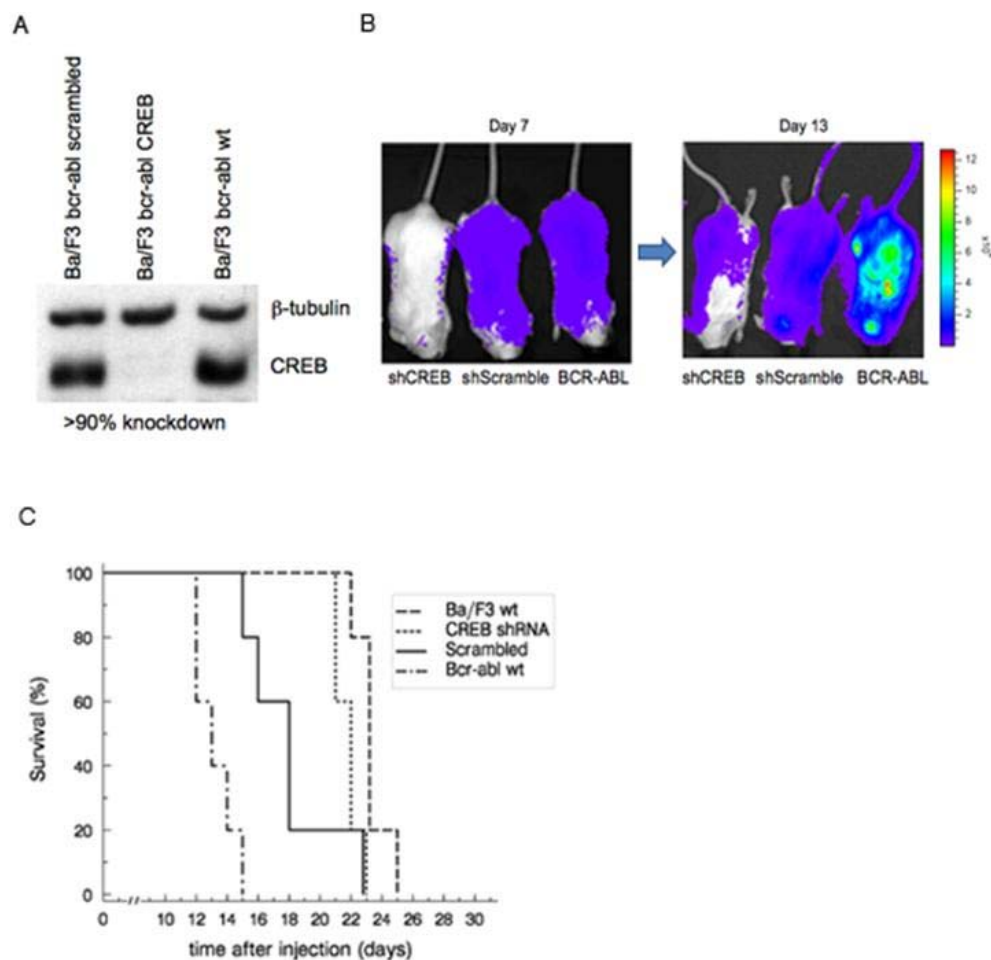 A
B
Ba/F3 bcr-abl scrambled
Ba/F3 bcr-abl CREB
Ba/F3 bcr-abl wt
β-tubulin
CREB
>90% knockdown
Day 7
Day 13
shCREB shScramble BCR-ABL
shCREB shScramble BCR-ABL
12
10
8
6
4
2
C
Survival (%)
100
80
60
40
20
0
Ba/F3 wt
CREB shRNA
Scrambled
Bcr-abl wt
0 10 12 14 16 18 20 22 24 26 28 30
time after injection (days)